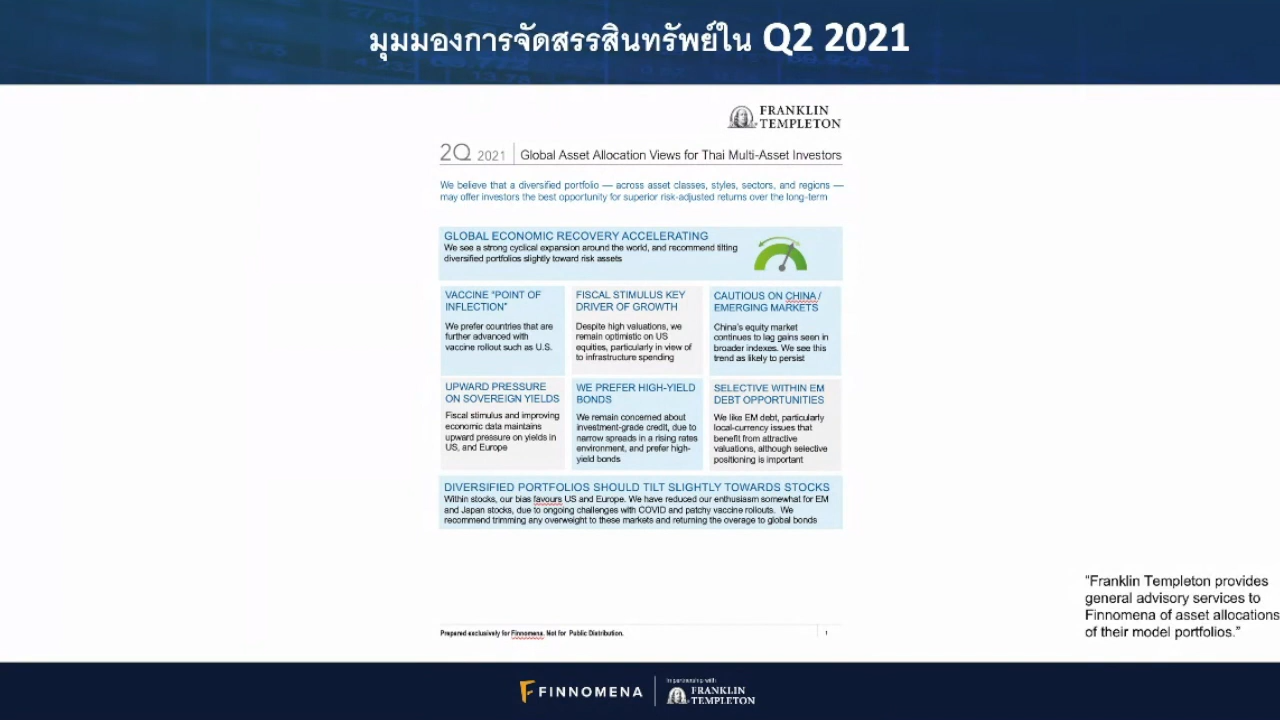 มุมมองการจัดสรรสินทรัพย์ใน Q2 2021
FRANKLIN
TEMPLETON
2Q 2021 | Global Asset Allocation Views for Thai Multi-Asset Investors
We believe that a diversified portfolio — across asset classes, styles, sectors, and regions —
may offer investors the best opportunity for superior risk-adjusted returns over the long-term
GLOBAL ECONOMIC RECOVERY ACCELERATING
We see a strong cyclical expansion around the world, and recommend tilting
diversified portfolios slightly toward risk assets
VACCINE "POINT OF
INFLECTION"
We prefer countries that are
further advanced with
vaccine rollout such as U.S.
FISCAL STIMULUS KEY
DRIVER OF GROWTH
Despite high valuations, we
remain optimistic on US
equities, particularly in view of
to infrastructure spending
CAUTIOUS ON CHINA/
EMERGING MARKETS
China's equity market
continues to lag gains seen in
broader indexes. We see this
trend as likely to persist
UPWARD PRESSURE
ON SOVEREIGN YIELDS
Fiscal stimulus and improving
economic data maintains
upward pressure on yields in
US, and Europe
WE PREFER HIGH-YIELD
BONDS
We remain concerned about
investment-grade credit, due to
narrow spreads in a rising rates
environment, and prefer high-
yield bonds
SELECTIVE WITHIN EM
DEBT OPPORTUNITIES
We like EM debt, particularly
local-currency issues that
benefit from attractive
valuations, although selective
positioning is important
DIVERSIFIED PORTFOLIOS SHOULD TILT SLIGHTLY TOWARDS STOCKS
Within stocks, our bias favours US and Europe. We have reduced our enthusiasm somewhat for EM
and Japan stocks, due to ongoing challenges with COVID and patchy vaccine rollouts. We
recommend trimming any overweight to these markets and returning the overage to global bonds
"Franklin Templeton provides
general advisory services to
Finnomena of asset allocations
of their model portfolios."
Prepared exclusively for Finnomena. Not for Public Distribution.
1
FINNOMENA
In partnership with
FRANKLIN
TEMPLETON